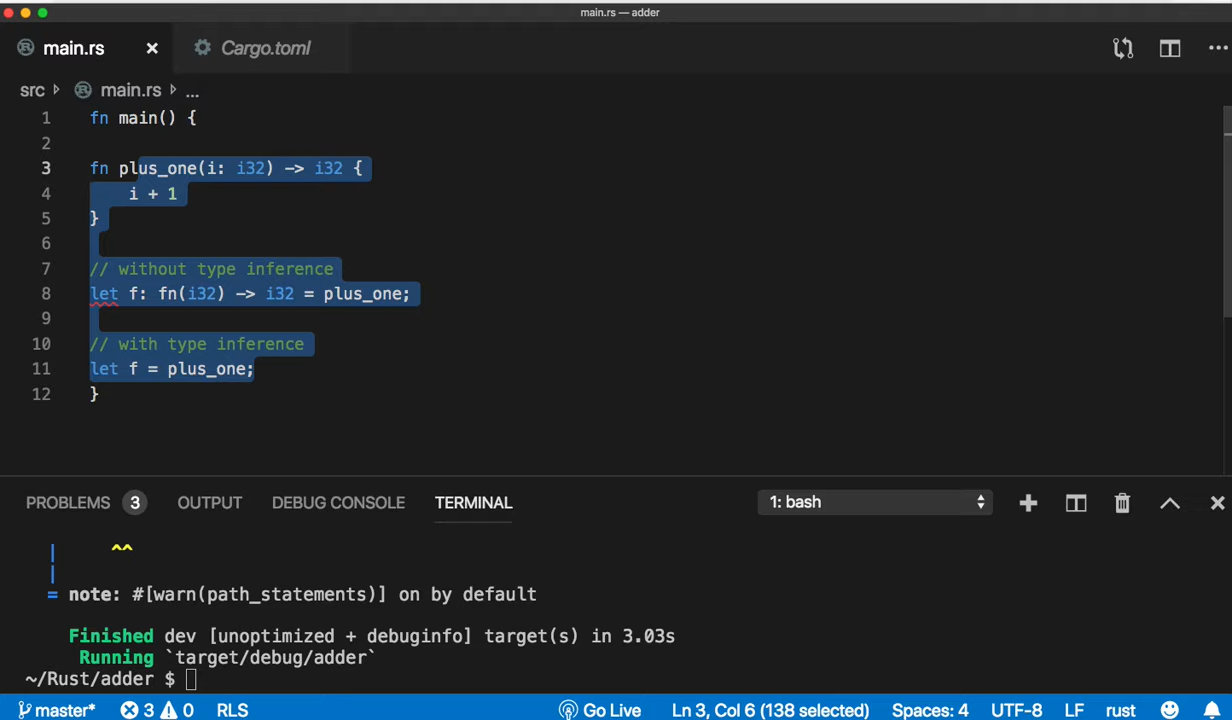 main.rs — adder
main.rs × Cargo.toml ...
src main.rs ...
1 fn main() {
2
3 fn plus_one(i: i32) -> i32 {
4     i + 1
5 }
6
7 // without type inference
8 let f: fn(i32) -> i32 = plus_one;
9
10 // with type inference
11 let f = plus_one;
12 }
PROBLEMS 3 OUTPUT DEBUG CONSOLE TERMINAL 1: bash
| ^^
|
= note: #[warn(path_statements)] on by default
Finished dev [unoptimized + debuginfo] target(s) in 3.03s
Running `target/debug/adder`
~/Rust/adder $
master* 3 0 RLS Go Live Ln 3, Col 6 (138 selected) Spaces: 4 UTF-8 LF rust